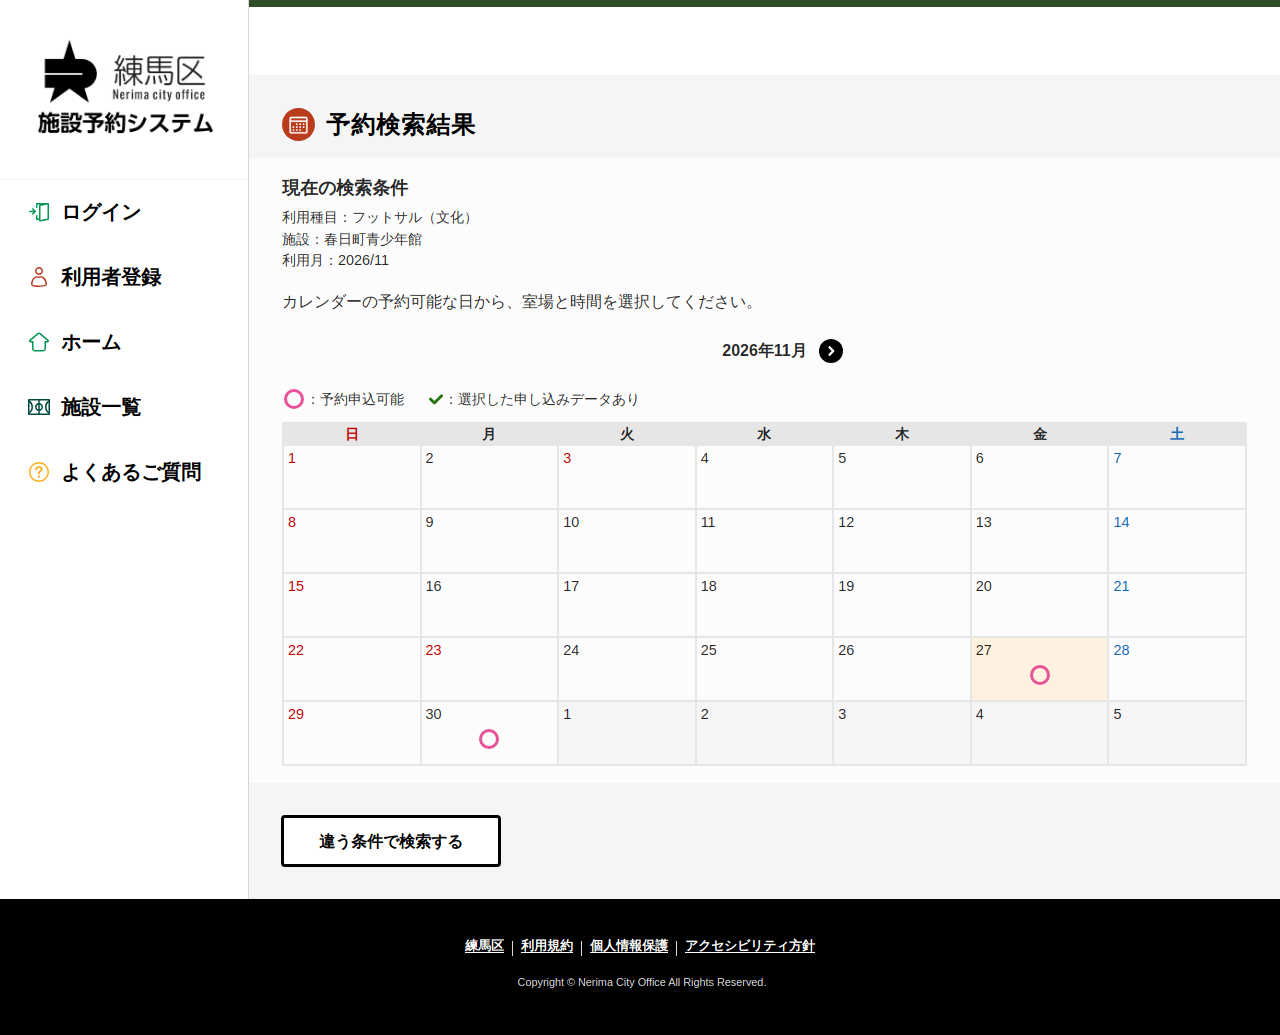 練馬区
Nerima city office
施設予約システム
ログイン
利用者登録
ホーム
施設一覧
よくあるご質問
予約検索結果
現在の検索条件
利用種目：フットサル（文化）
施設：春日町青少年館
利用月：2026/11
カレンダーの予約可能な日から、室場と時間を選択してください。
2026年11月
：予約申込可能 ：選択した申し込みデータあり
日 月 火 水 木 金 土
1 2 3 4 5 6 7
8 9 10 11 12 13 14
15 16 17 18 19 20 21
22 23 24 25 26 27 28
29 30 1 2 3 4 5
違う条件で検索する
練馬区 | 利用規約 | 個人情報保護 | アクセシビリティ方針
Copyright © Nerima City Office All Rights Reserved.